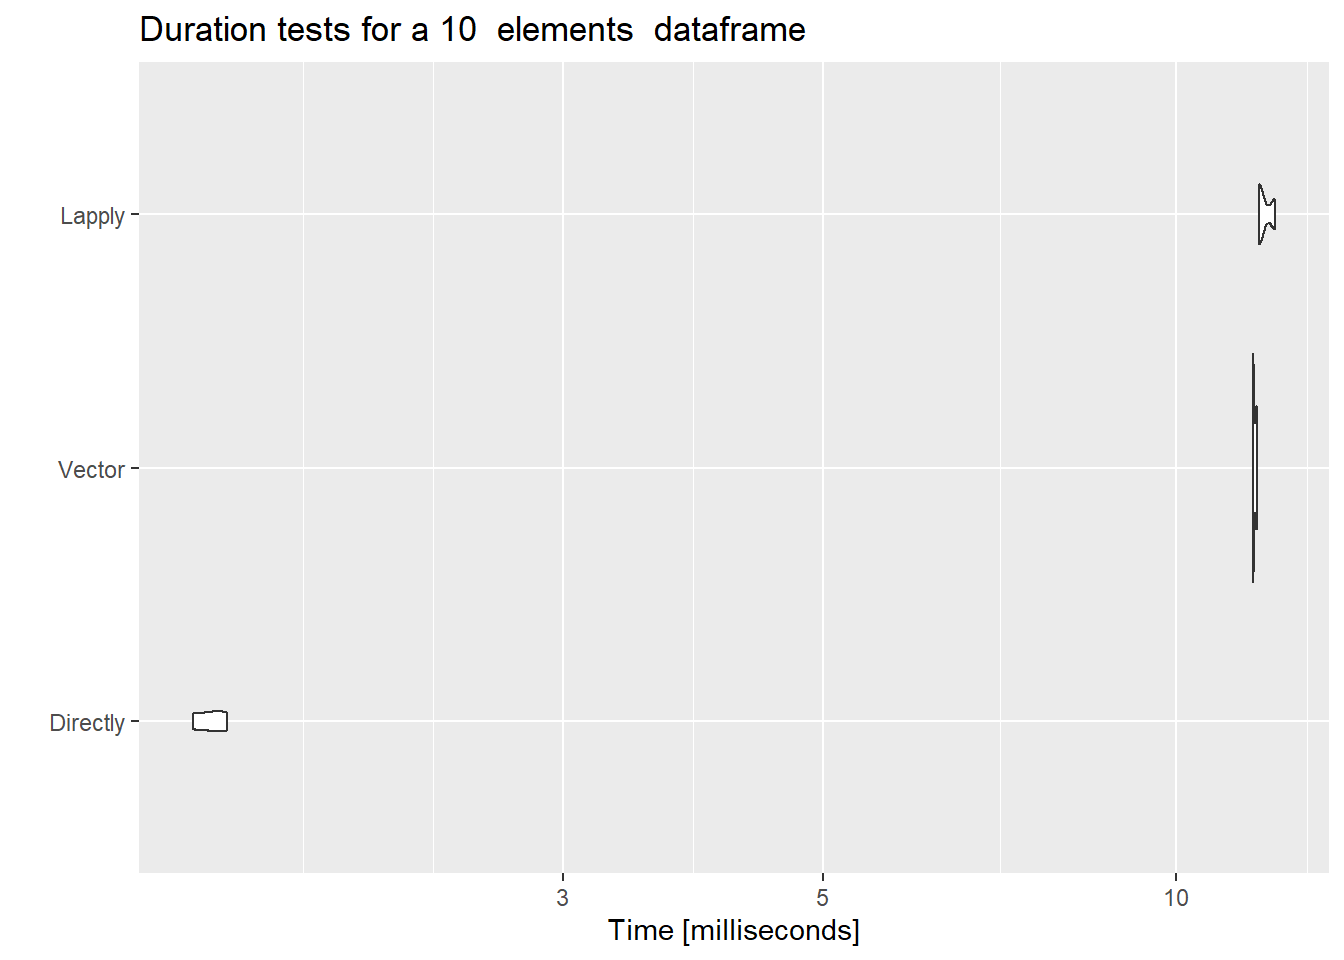 Duration tests for a 10  elements  dataframe
Lapply
Vector
Directly
3 5 10
Time [milliseconds]